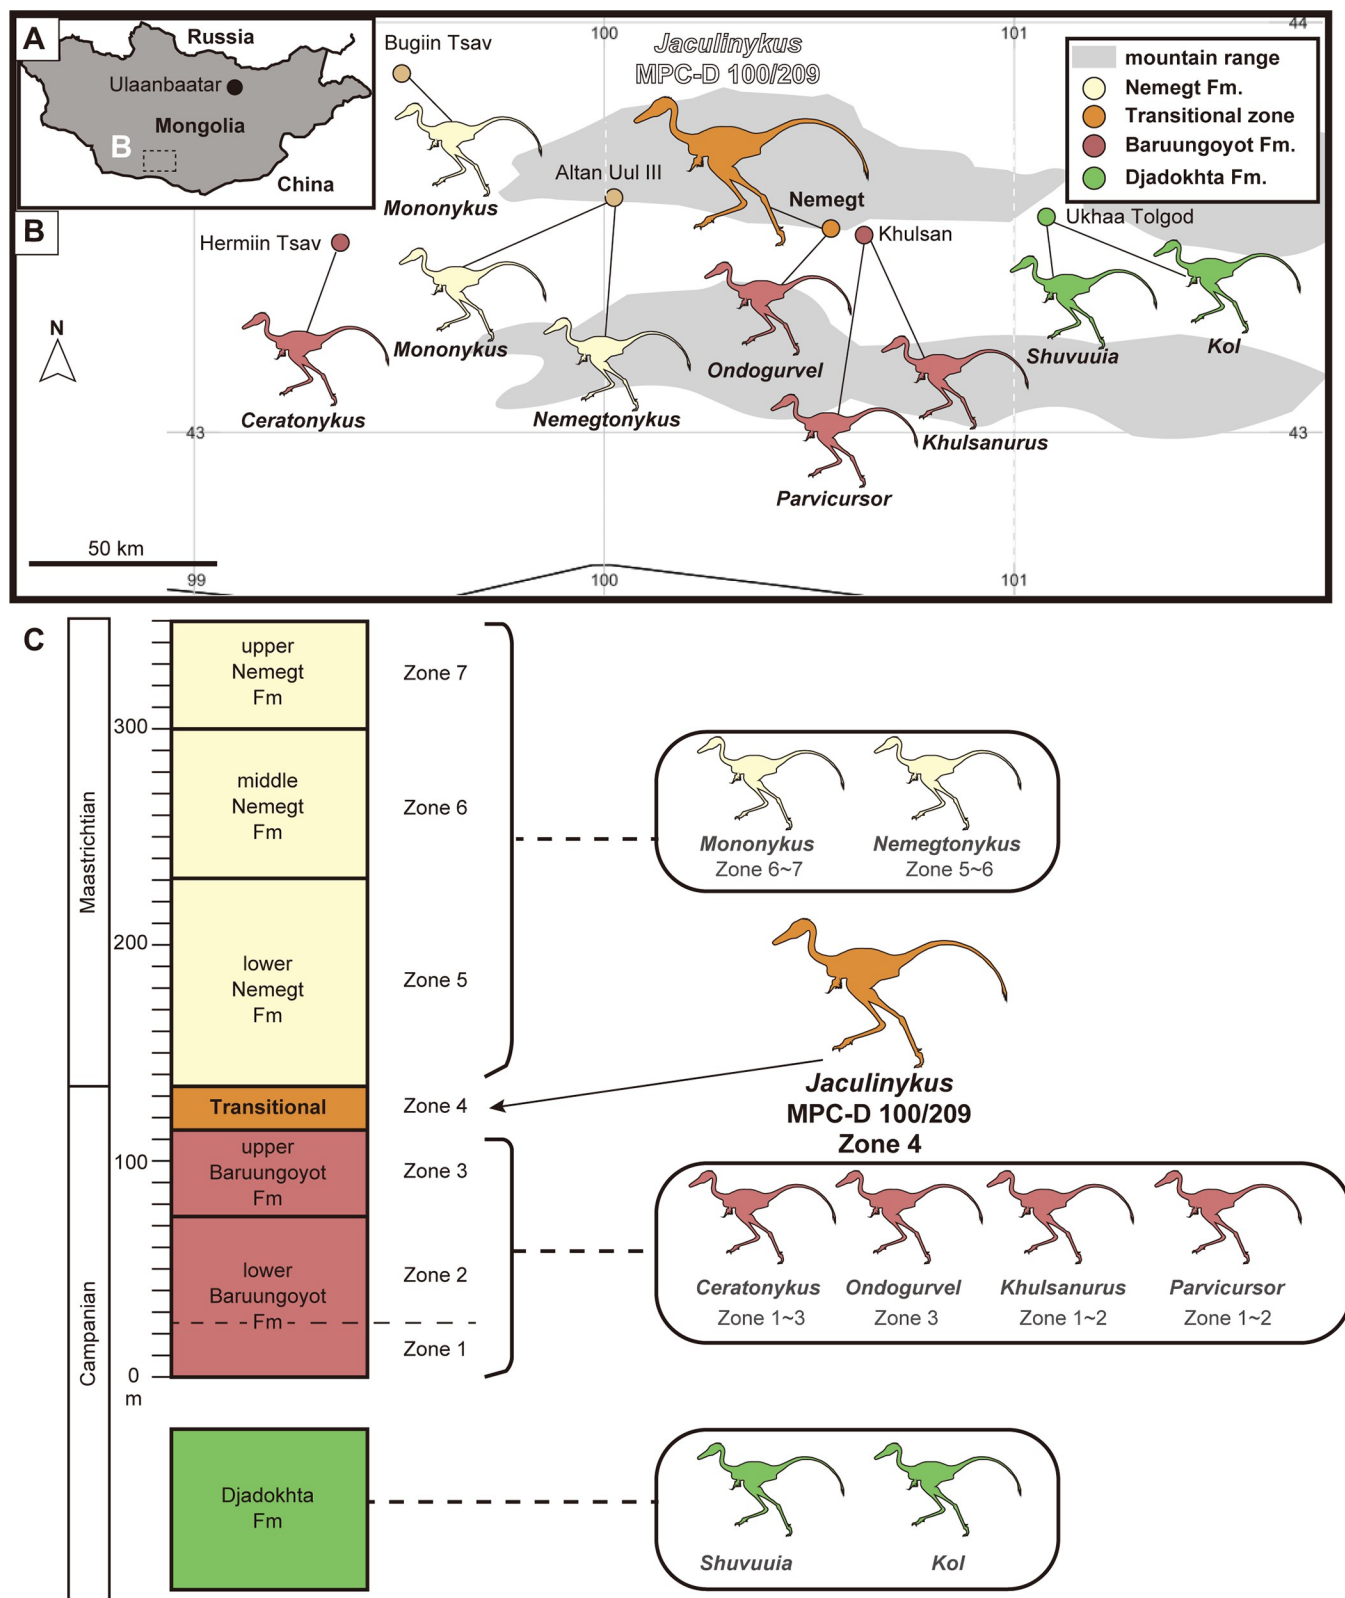 A
Russia
Ulaanbaatar
Mongolia
B
China
B
Bugiin Tsav
100
Jaculinykus
MPC-D 100/209
101
44
mountain range
Nemegt Fm.
Transitional zone
Baruungoyot Fm.
Djadokhta Fm.
Mononykus
Altan Uul III
Nemegt
Khulsan
Ukhaa Tolgod
Hermiin Tsav
N
Mononykus
Ceratonykus
Nemegtonykus
Ondogurvel
Shuvuuia
Kol
Khulsanurus
Parvicursor
43
43
50 km
99
100
101
C
Maastrichtian
Campanian
300
200
100
0
m
upper
Nemegt
Fm
Zone 7
middle
Nemegt
Fm
Zone 6
lower
Nemegt
Fm
Zone 5
Transitional
Zone 4
upper
Baruungoyot
Fm
Zone 3
lower
Baruungoyot
Fm
Zone 2
Zone 1
Djadokhta
Fm
Mononykus
Zone 6~7
Nemegtonykus
Zone 5~6
Jaculinykus
MPC-D 100/209
Zone 4
Ceratonykus
Zone 1~3
Ondogurvel
Zone 3
Khulsanurus
Zone 1~2
Parvicursor
Zone 1~2
Shuvuuia
Kol